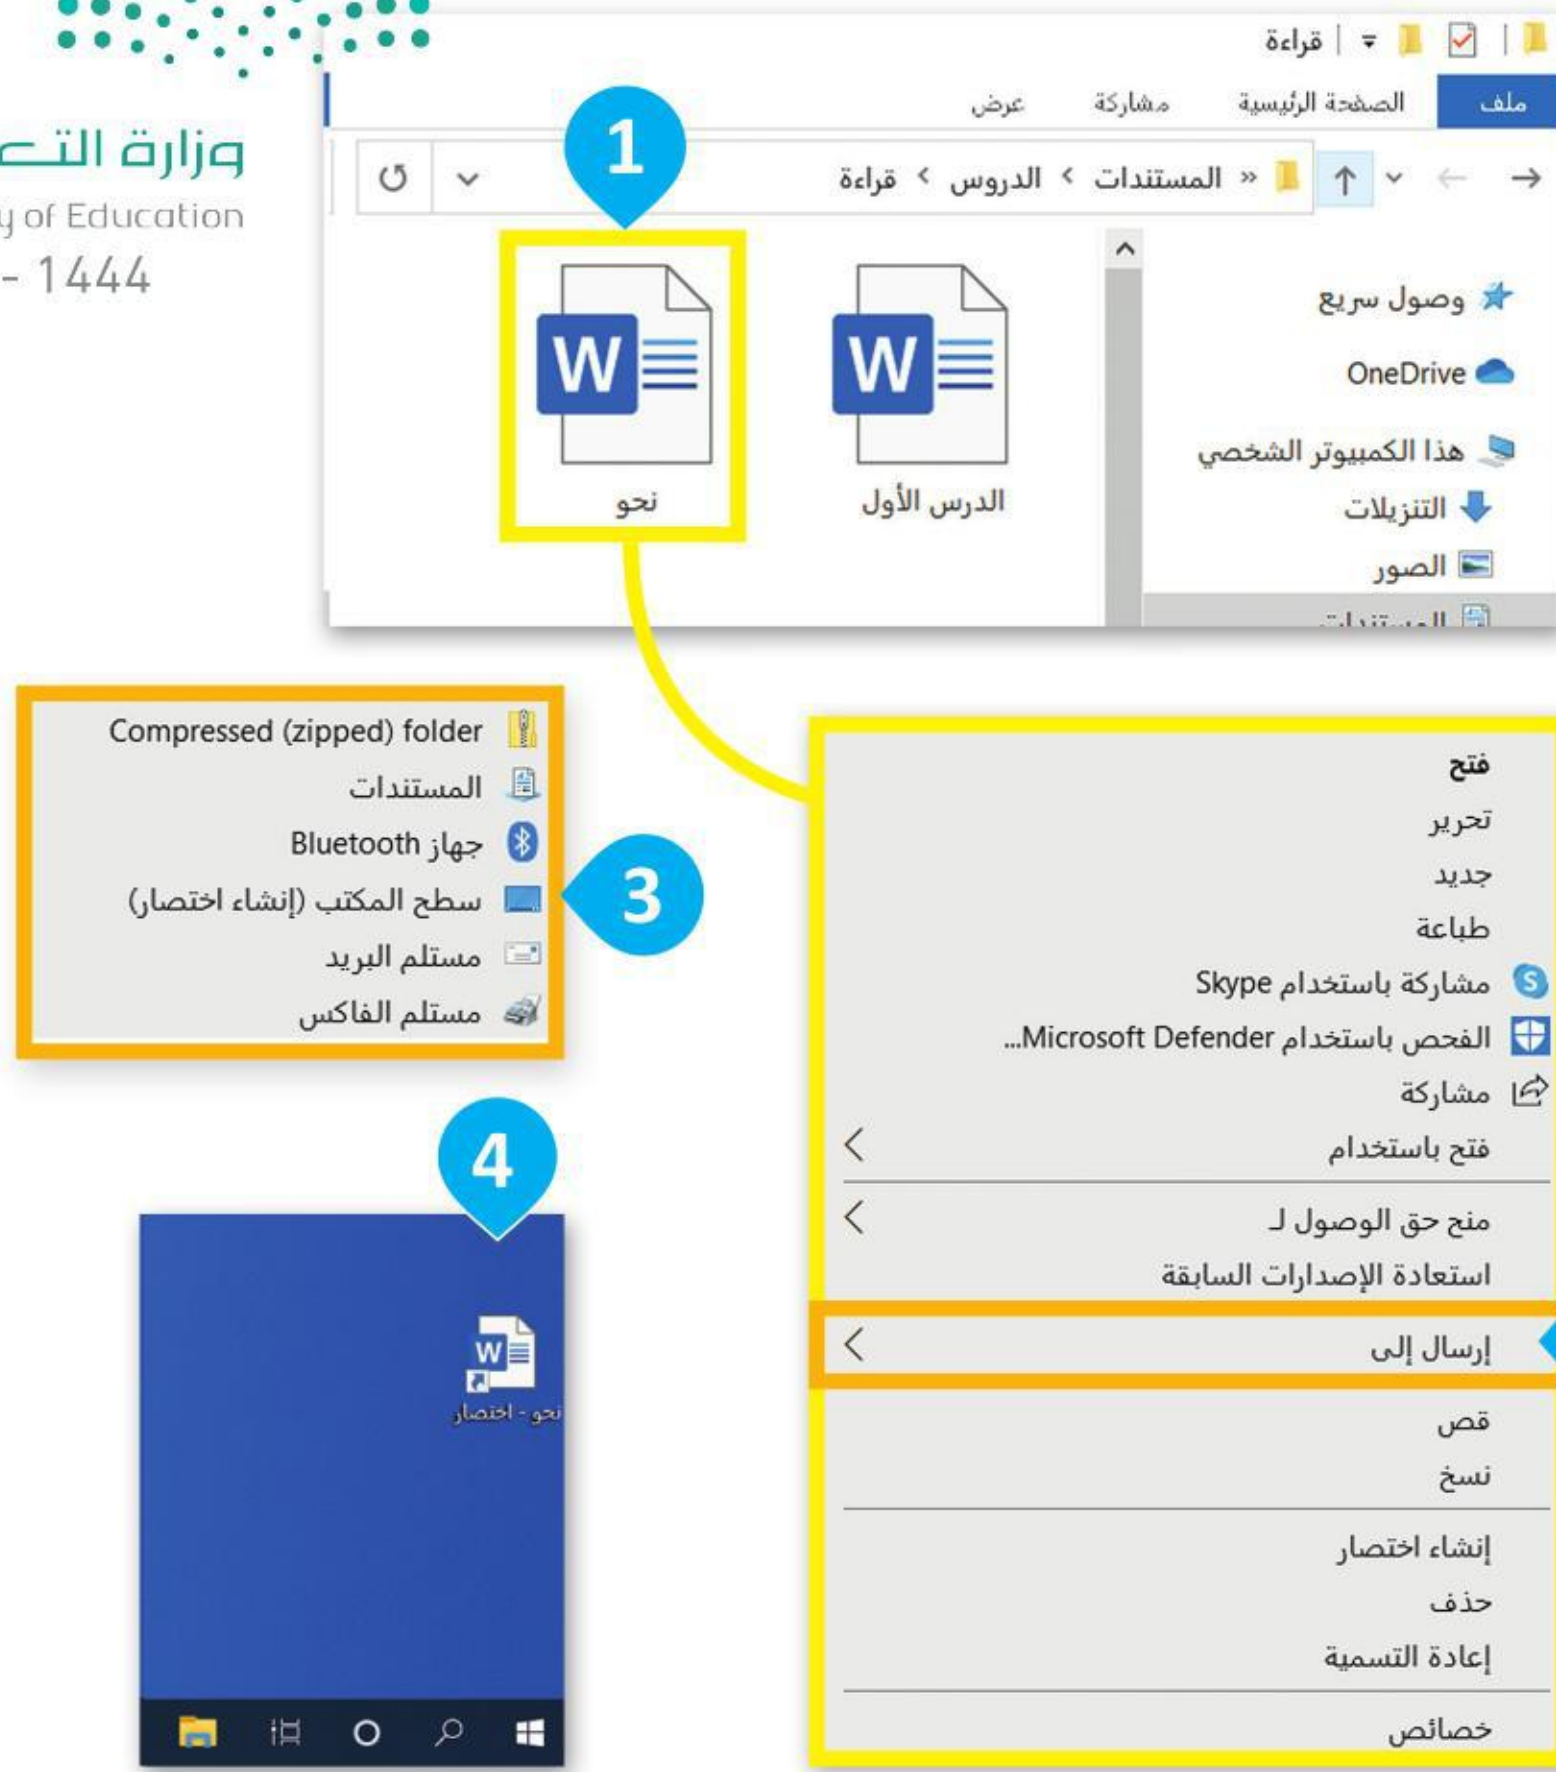 قراءة
ملف الصفحة الرئيسية مشاركة عرض
« المستندات > الدروس > قراءة
وزارة التع
y of Education
- 1444
1
وصول سريع
OneDrive
هذا الكمبيوتر الشخصي
التنزيلات
الصور
المستندات
W
الدرس الأول
W
نحو
فتح
تحرير
جديد
طباعة
مشاركة باستخدام Skype
الفحص باستخدام Microsoft Defender...
مشاركة
فتح باستخدام
منح حق الوصول لـ
استعادة الإصدارات السابقة
إرسال إلى
قص
نسخ
إنشاء اختصار
حذف
إعادة التسمية
خصائص
Compressed (zipped) folder
المستندات
جهاز Bluetooth
سطح المكتب (إنشاء اختصار)
مستلم البريد
مستلم الفاكس
3
4
W
نحو - اختصار